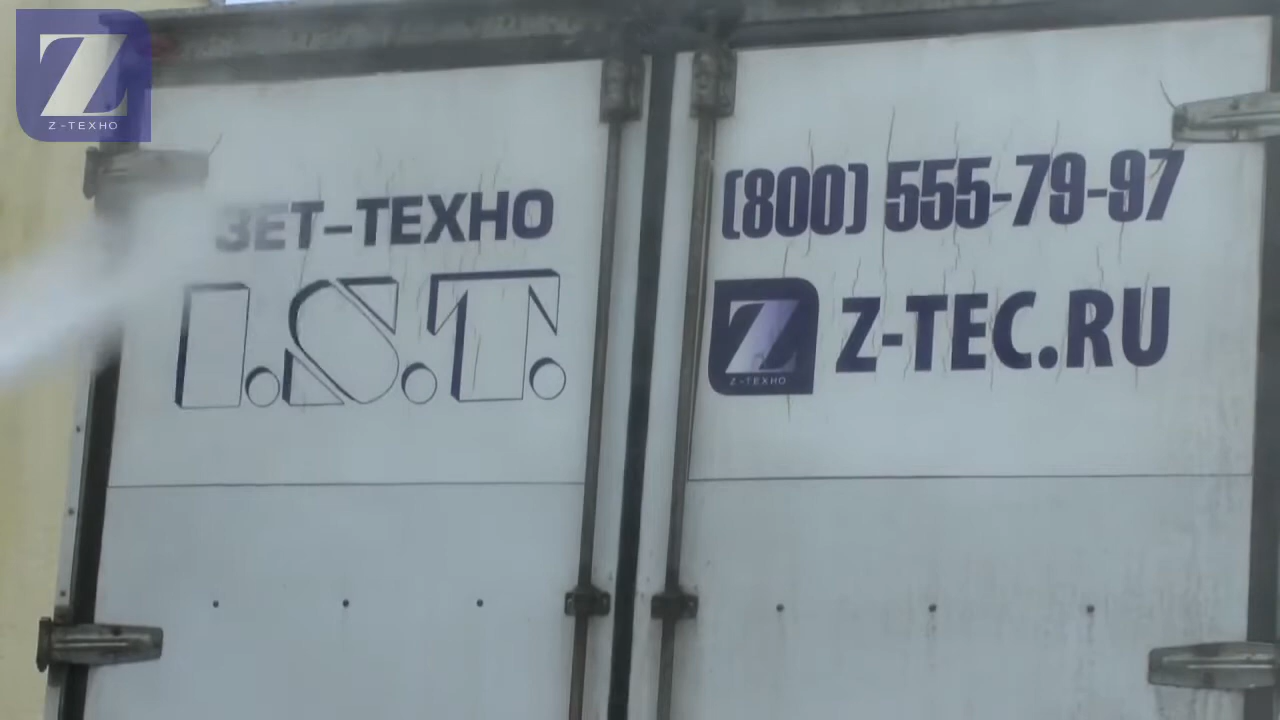 Z
Z-ТЕХНО
ЗЕТ-ТЕХНО
I.S.T.
(800) 555-79-97
Z
Z-ТЕХНО
Z-TEC.RU